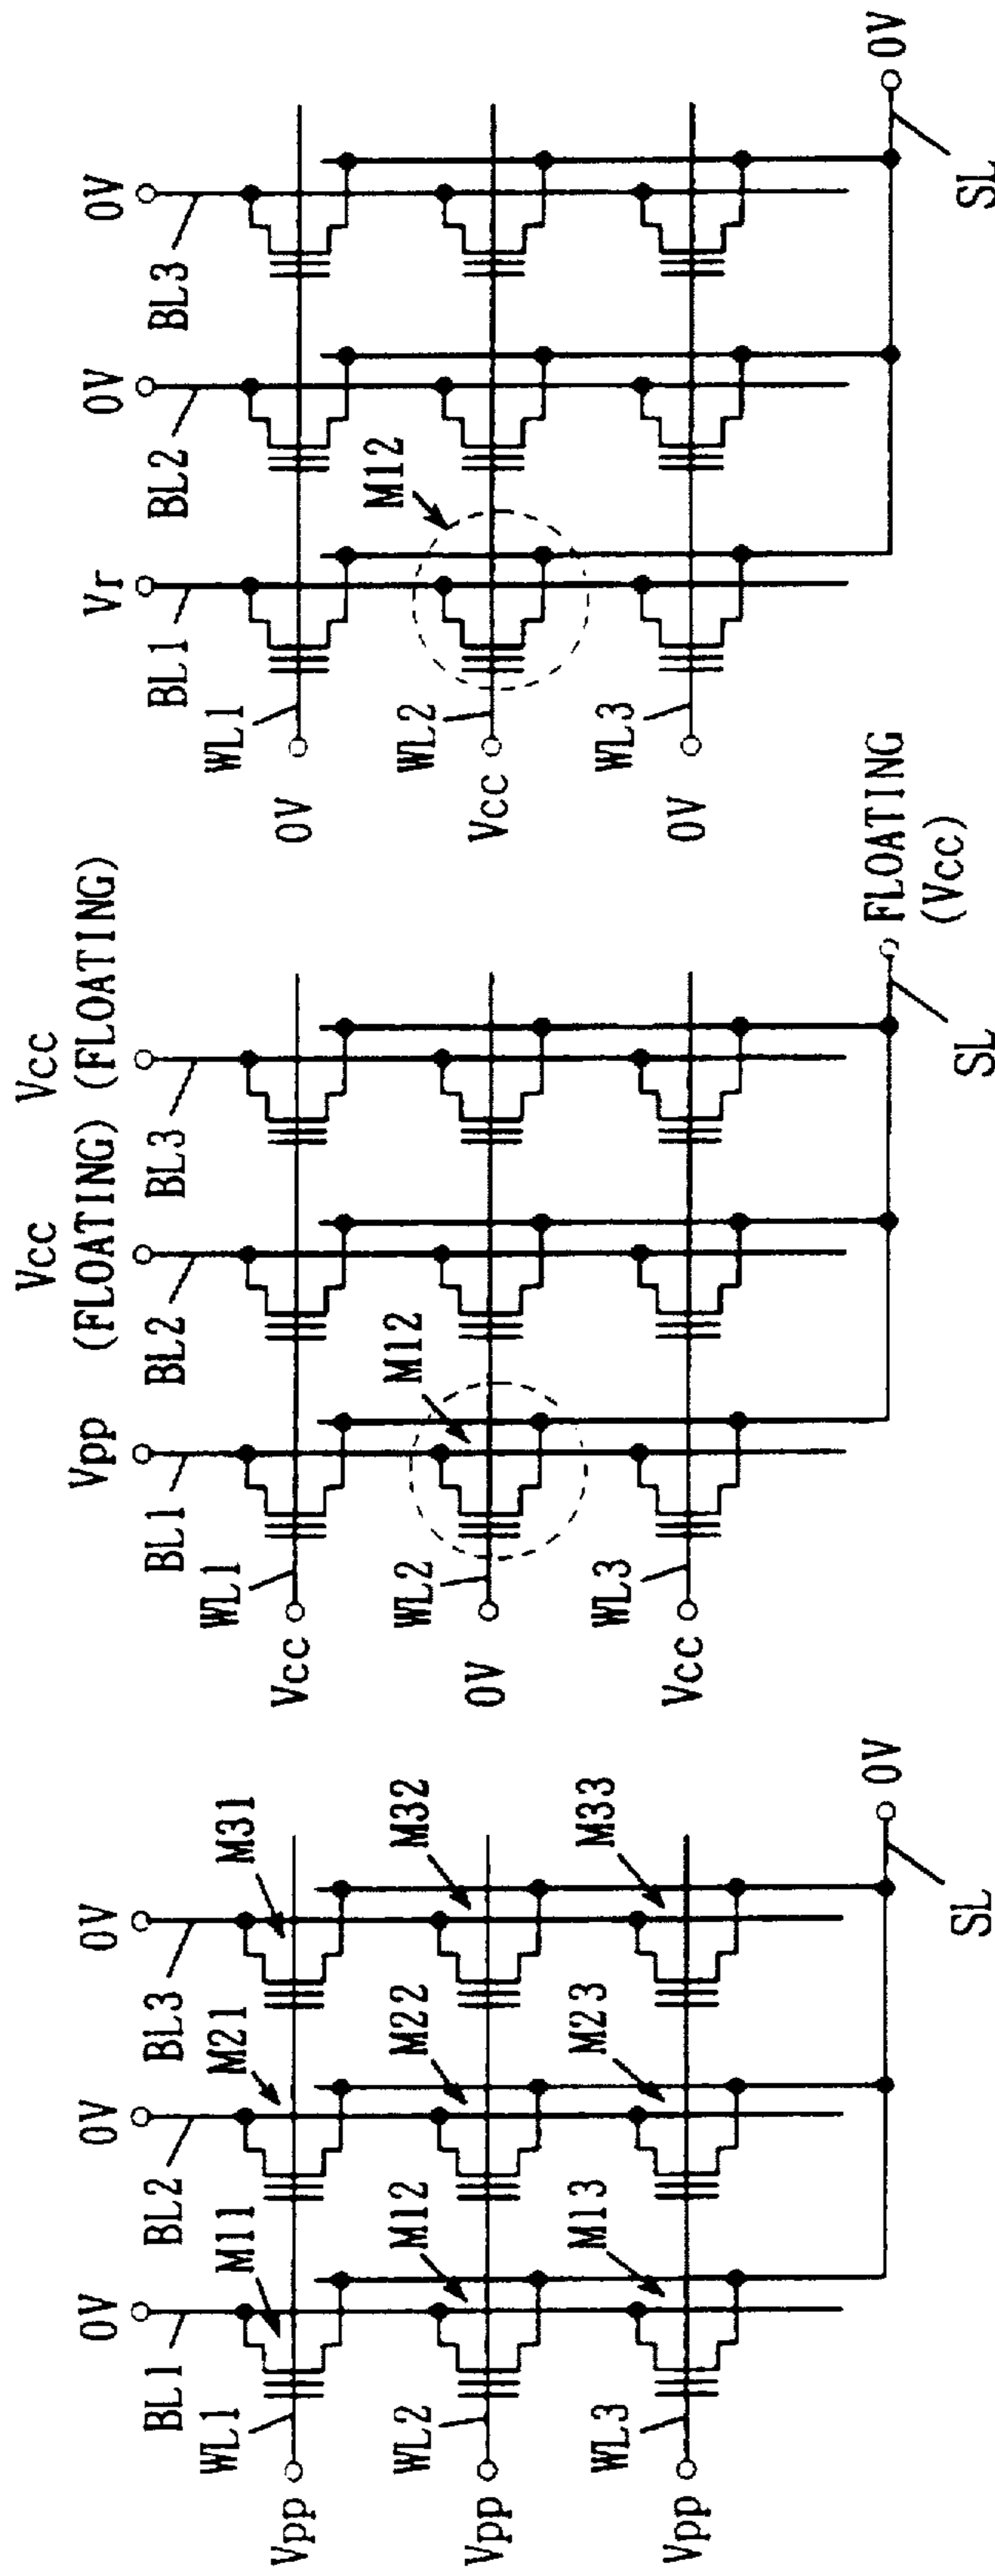 0V
0V
0V
BL1
BL2
BL3
M11
M21
M31
WL1
Vpp
M12
M22
M32
WL2
Vpp
M13
M23
M33
WL3
Vpp
0V
SL
Vpp
Vcc
(FLOATING)
Vcc
(FLOATING)
BL1
BL2
BL3
WL1
Vcc
M12
WL2
0V
WL3
Vcc
FLOATING
(Vcc)
SL
Vr
0V
0V
BL1
BL2
BL3
WL1
0V
M12
WL2
Vcc
WL3
0V
0V
SL